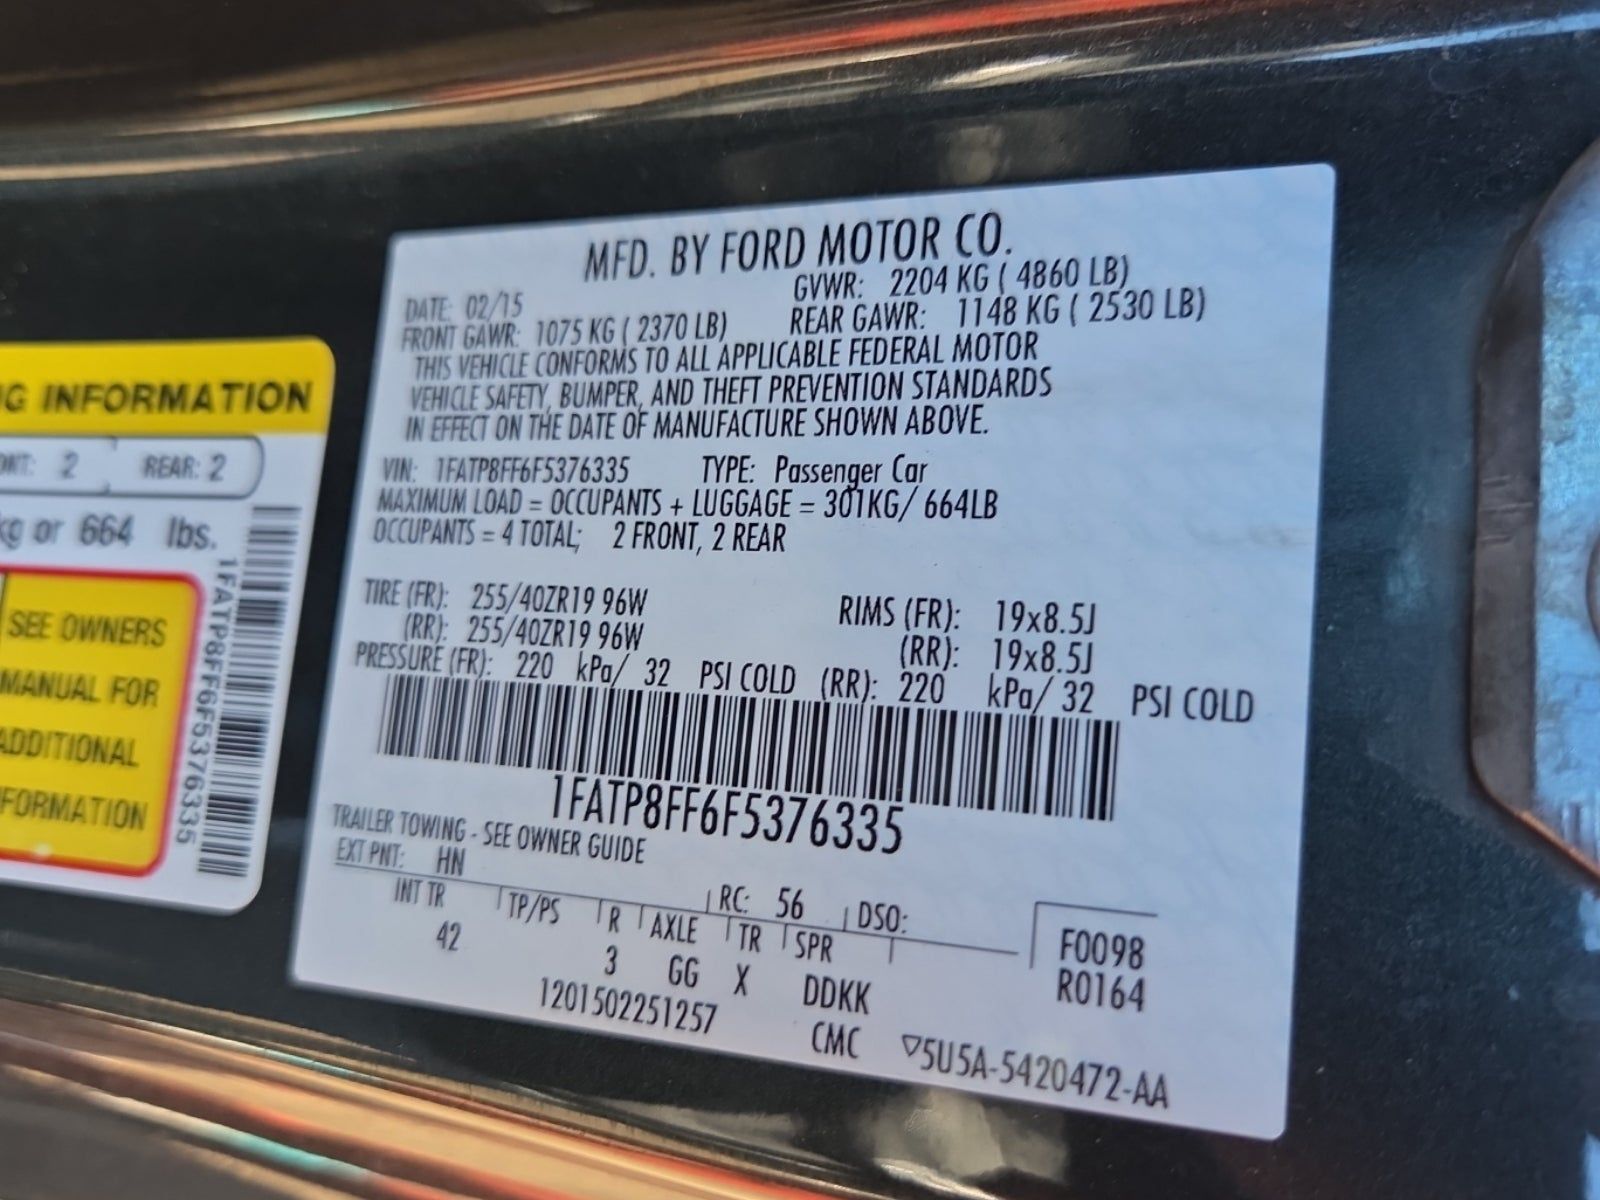 G INFORMATION
NT: 2 REAR: 2
kg or 664 lbs.
SEE OWNERS
MANUAL FOR
ADDITIONAL
FORMATION
1FATP8FF6F5376335
MFD. BY FORD MOTOR CO.
DATE: 02/15 GVWR: 2204 KG ( 4860 LB)
FRONT GAWR: 1075 KG ( 2370 LB) REAR GAWR: 1148 KG ( 2530 LB)
THIS VEHICLE CONFORMS TO ALL APPLICABLE FEDERAL MOTOR
VEHICLE SAFETY, BUMPER, AND THEFT PREVENTION STANDARDS
IN EFFECT ON THE DATE OF MANUFACTURE SHOWN ABOVE.
VIN: 1FATP8FF6F5376335 TYPE: Passenger Car
MAXIMUM LOAD = OCCUPANTS + LUGGAGE = 301KG/ 664LB
OCCUPANTS = 4 TOTAL; 2 FRONT, 2 REAR
TIRE (FR): 255/40ZR19 96W RIMS (FR): 19x8.5J
(RR): 255/40ZR19 96W (RR): 19x8.5J
PRESSURE (FR): 220 kPa/ 32 PSI COLD (RR): 220 kPa/ 32 PSI COLD
1FATP8FF6F5376335
TRAILER TOWING - SEE OWNER GUIDE
EXT PNT: HN RC: 56 DSO:
INT TR TP/PS R AXLE TR SPR F0098
42 3 GG X DDKK R0164
1201502251257 CMC ▽5U5A-5420472-AA